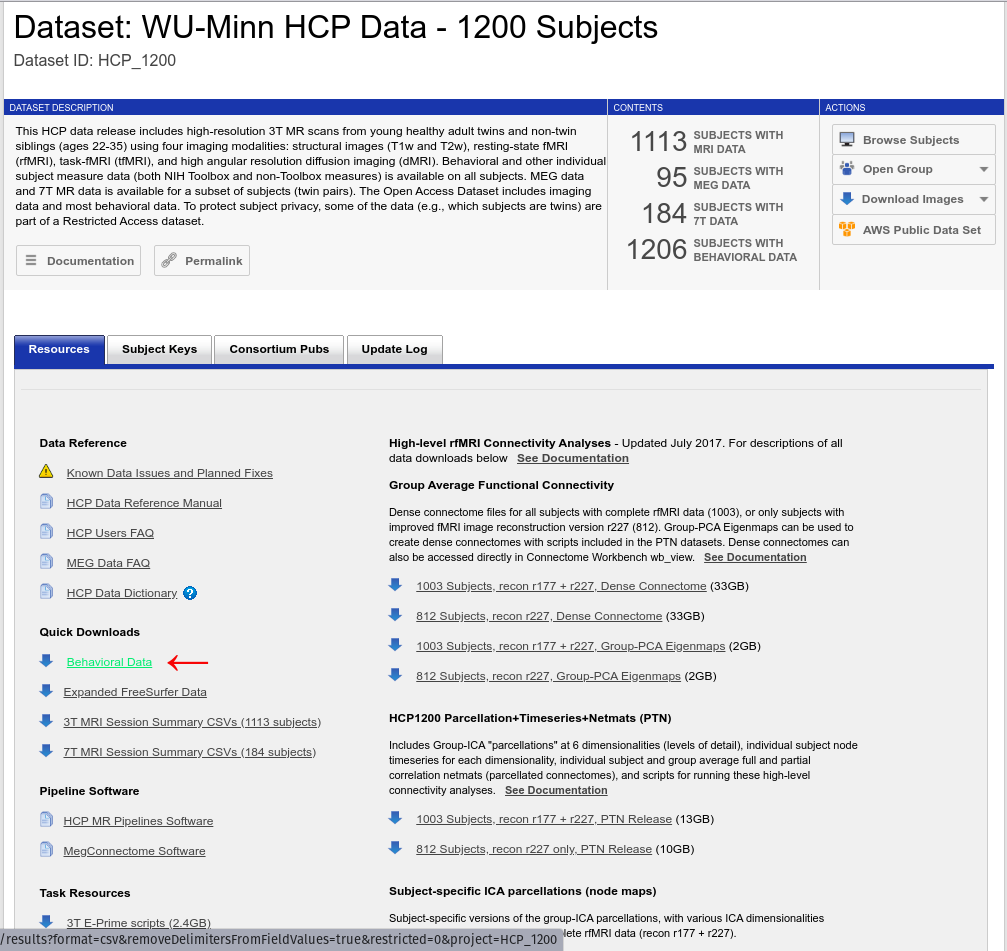 Dataset: WU-Minn HCP Data - 1200 Subjects
Dataset ID: HCP_1200
DATASET DESCRIPTION
This HCP data release includes high-resolution 3T MR scans from young healthy adult twins and non-twin
siblings (ages 22-35) using four imaging modalities: structural images (T1w and T2w), resting-state fMRI
(rfMRI), task-fMRI (tfMRI), and high angular resolution diffusion imaging (dMRI). Behavioral and other individual
subject measure data (both NIH Toolbox and non-Toolbox measures) is available on all subjects. MEG data
and 7T MR data is available for a subset of subjects (twin pairs). The Open Access Dataset includes imaging
data and most behavioral data. To protect subject privacy, some of the data (e.g., which subjects are twins) are
part of a Restricted Access dataset.
Documentation
Permalink
CONTENTS
1113 SUBJECTS WITH
MRI DATA
95 SUBJECTS WITH
MEG DATA
184 SUBJECTS WITH
7T DATA
1206 SUBJECTS WITH
BEHAVIORAL DATA
ACTIONS
Browse Subjects
Open Group
Download Images
AWS Public Data Set
Resources
Subject Keys
Consortium Pubs
Update Log
Data Reference
Known Data Issues and Planned Fixes
HCP Data Reference Manual
HCP Users FAQ
MEG Data FAQ
HCP Data Dictionary ?
Quick Downloads
Behavioral Data
Expanded FreeSurfer Data
3T MRI Session Summary CSVs (1113 subjects)
7T MRI Session Summary CSVs (184 subjects)
Pipeline Software
HCP MR Pipelines Software
MegConnectome Software
Task Resources
3T E-Prime scripts (2.4GB)
High-level rfMRI Connectivity Analyses - Updated July 2017. For descriptions of all
data downloads below See Documentation
Group Average Functional Connectivity
Dense connectome files for all subjects with complete rfMRI data (1003), or only subjects with
improved fMRI image reconstruction version r227 (812). Group-PCA Eigenmaps can be used to
create dense connectomes with scripts included in the PTN datasets. Dense connectomes can
also be accessed directly in Connectome Workbench wb_view. See Documentation
1003 Subjects, recon r177 + r227, Dense Connectome (33GB)
812 Subjects, recon r227, Dense Connectome (33GB)
1003 Subjects, recon r177 + r227, Group-PCA Eigenmaps (2GB)
812 Subjects, recon r227, Group-PCA Eigenmaps (2GB)
HCP1200 Parcellation+Timeseries+Netmats (PTN)
Includes Group-ICA "parcellations" at 6 dimensionalities (levels of detail), individual subject node
timeseries for each dimensionality, individual subject and group average full and partial
correlation netmats (parcellated connectomes), and scripts for running these high-level
connectivity analyses. See Documentation
1003 Subjects, recon r177 + r227, PTN Release (13GB)
812 Subjects, recon r227 only, PTN Release (10GB)
Subject-specific ICA parcellations (node maps)
Subject-specific versions of the group-ICA parcellations, with various ICA dimensionalities
lete rfMRI data (recon r177 + r227).
/results?format=csv&removeDelimitersFromFieldValues=true&restricted=0&project=HCP_1200